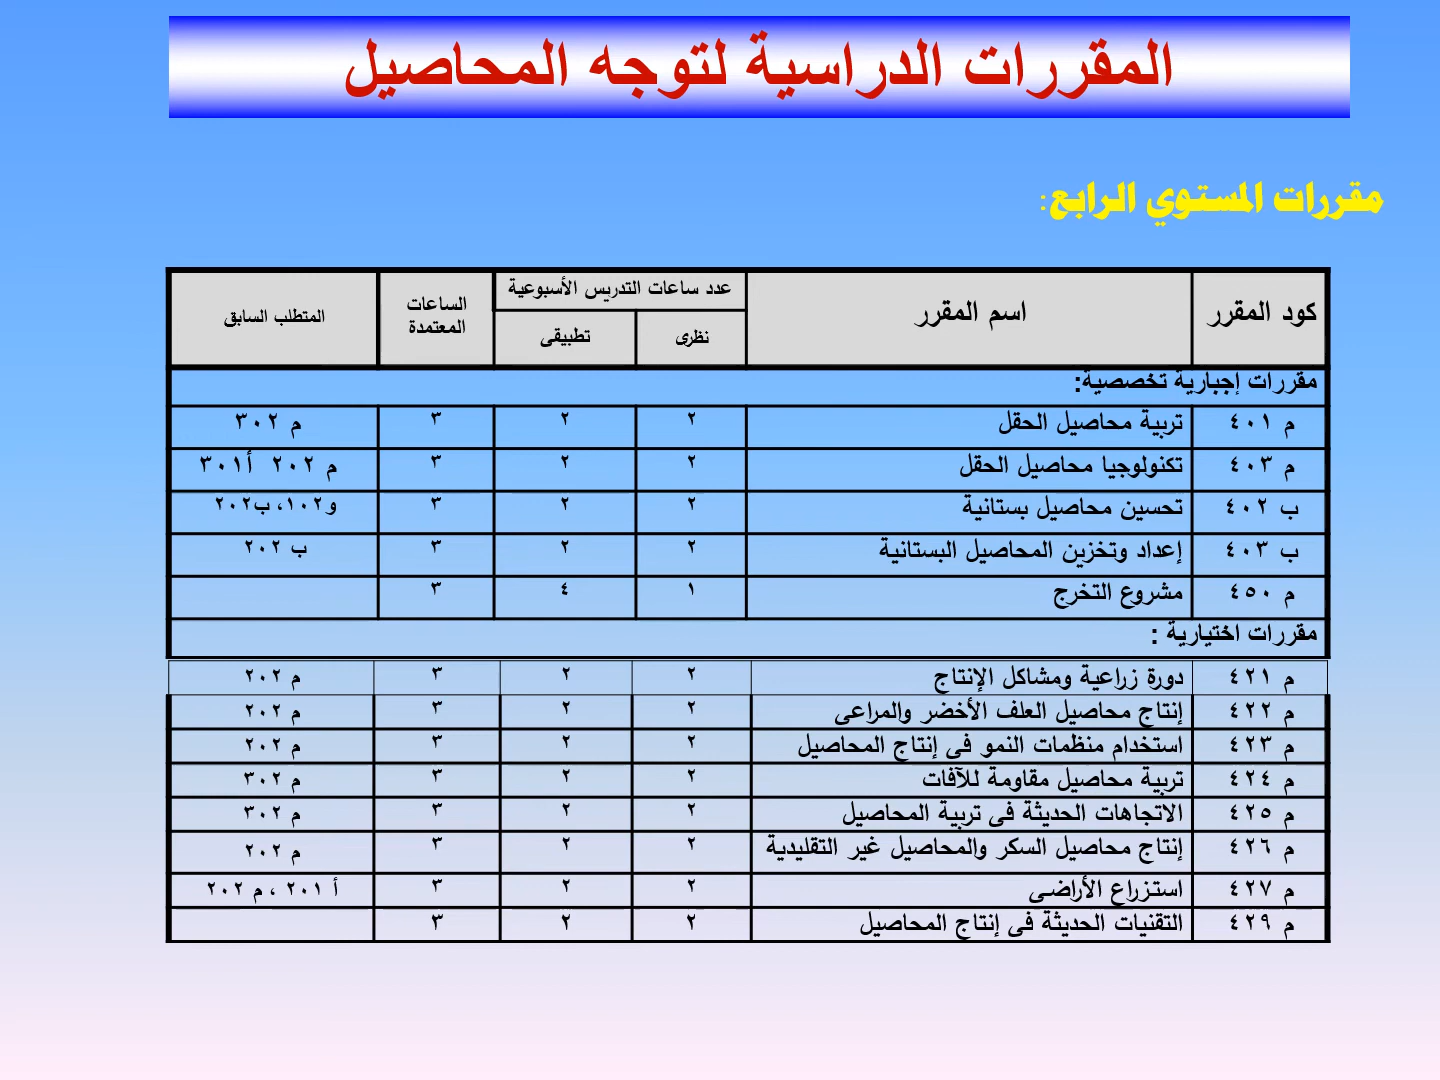 المقررات الدراسية لتوجه المحاصيل
مقررات المستوي الرابع:
كود المقرر اسم المقرر عدد ساعات التدريس الأسبوعية الساعات المعتمدة المتطلب السابق
نظرى تطبيقى
مقررات إجبارية تخصصية:
م ٤٠١ تربية محاصيل الحقل ٢ ٢ ٣ م ٣٠٢
م ٤٠٣ تكنولوجيا محاصيل الحقل ٢ ٢ ٣ م ٢٠٢ أ٣٠١
ب ٤٠٢ تحسين محاصيل بستانية ٢ ٢ ٣ و١٠٢، ب٢٠٢
ب ٤٠٣ إعداد وتخزين المحاصيل البستانية ٢ ٢ ٣ ب ٢٠٢
م ٤٥٠ مشروع التخرج ١ ٤ ٣
مقررات اختيارية :
م ٤٢١ دورة زراعية ومشاكل الإنتاج ٢ ٢ ٣ م ٢٠٢
م ٤٢٢ إنتاج محاصيل العلف الأخضر والمراعى ٢ ٢ ٣ م ٢٠٢
م ٤٢٣ استخدام منظمات النمو فى إنتاج المحاصيل ٢ ٢ ٣ م ٢٠٢
م ٤٢٤ تربية محاصيل مقاومة للآفات ٢ ٢ ٣ م ٣٠٢
م ٤٢٥ الاتجاهات الحديثة فى تربية المحاصيل ٢ ٢ ٣ م ٣٠٢
م ٤٢٦ إنتاج محاصيل السكر والمحاصيل غير التقليدية ٢ ٢ ٣ م ٢٠٢
م ٤٢٧ استزراع الأراضى ٢ ٢ ٣ أ ٢٠١ ، م ٢٠٢
م ٤٢٩ التقنيات الحديثة فى إنتاج المحاصيل ٢ ٢ ٣